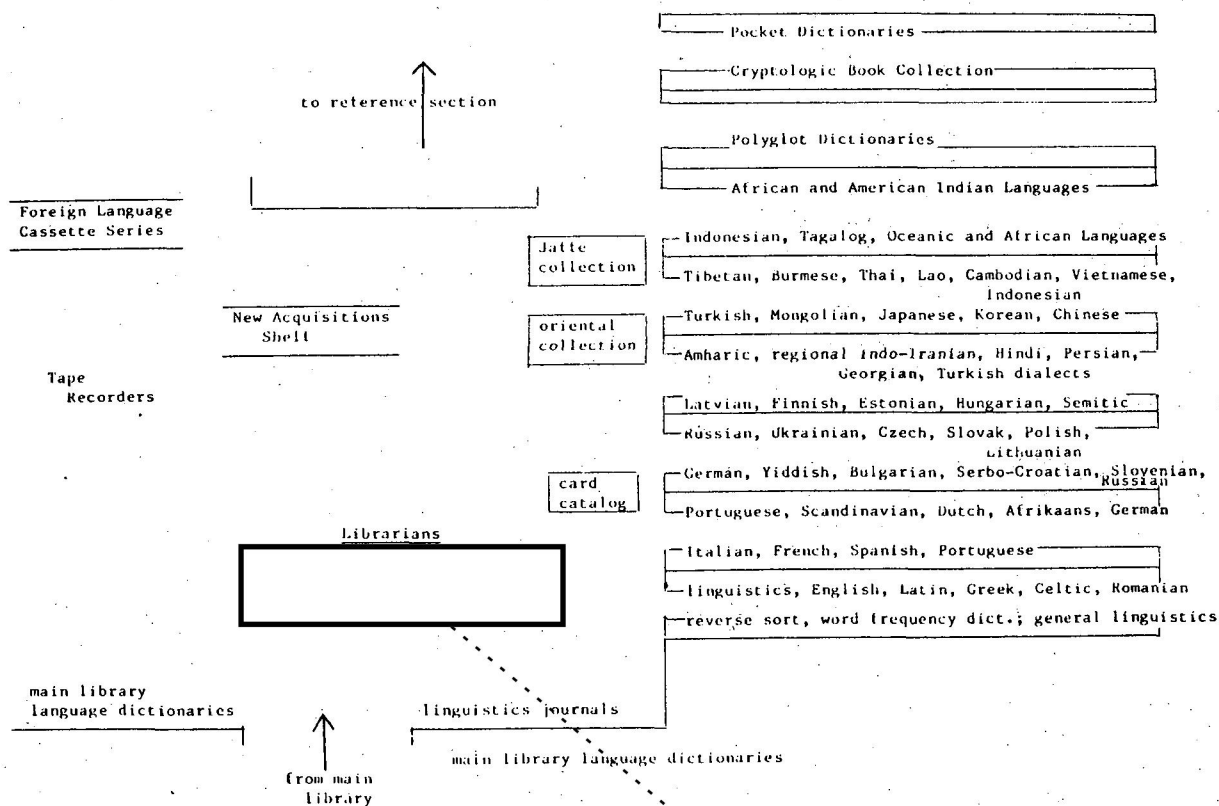 Pocket Dictionaries
Cryptologic Book Collection
to reference section
Polyglot Dictionaries
African and American Indian Languages
Foreign Language
Cassette Series
Jaffe
collection
Indonesian, Tagalog, Oceanic and African Languages
Tibetan, Burmese, Thai, Lao, Cambodian, Vietnamese,
Indonesian
New Acquisitions
Shelf
oriental
collection
Turkish, Mongolian, Japanese, Korean, Chinese
Amharic, regional Indo-Iranian, Hindi, Persian,
Georgian, Turkish dialects
Tape
Recorders
Latvian, Finnish, Estonian, Hungarian, Semitic
Russian, Ukrainian, Czech, Slovak, Polish,
Lithuanian
card
catalog
German, Yiddish, Bulgarian, Serbo-Croatian, Slovenian,
Russian
Portuguese, Scandinavian, Dutch, Afrikaans, German
Librarians
Italian, French, Spanish, Portuguese
linguistics, English, Latin, Greek, Celtic, Romanian
reverse sort, word frequency dict.; general linguistics
main library
language dictionaries
linguistics journals
main library language dictionaries
from main
library